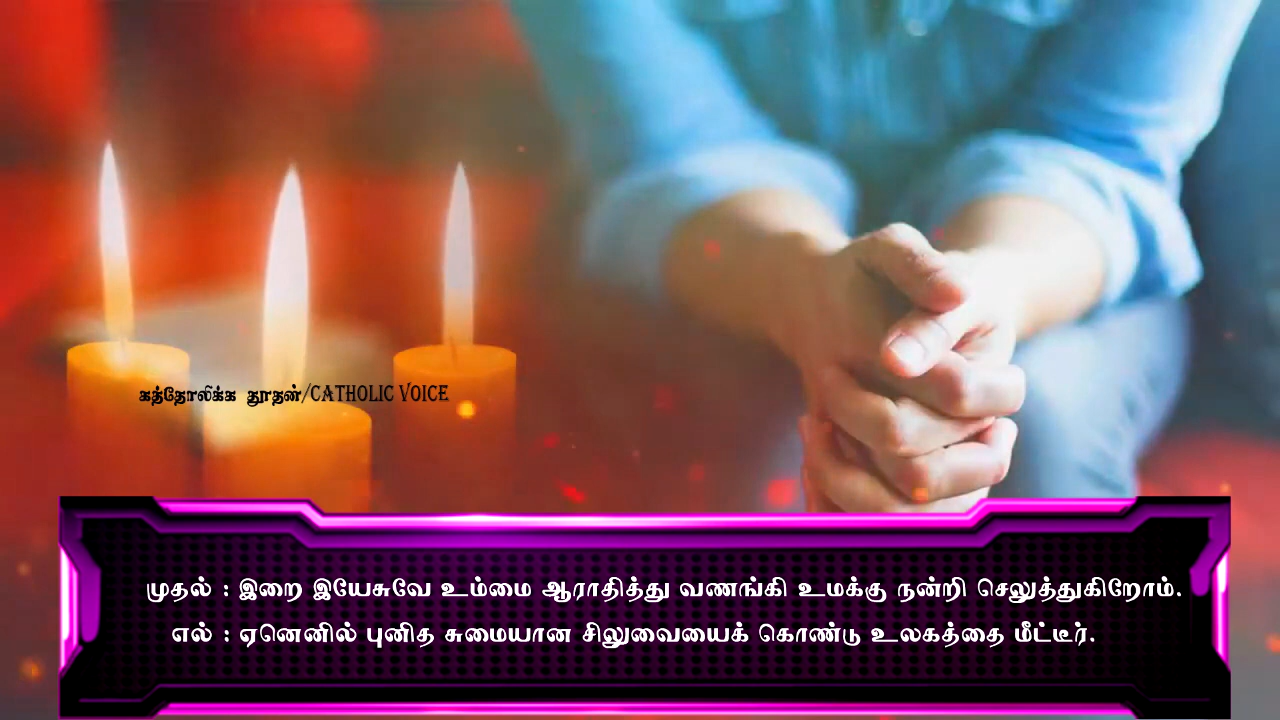 கத்தோலிக்க தூதன்/CATHOLIC VOICE
முதல் : இறை இயேசுவே உம்மை ஆராதித்து வணங்கி உமக்கு நன்றி செலுத்துகிறோம்.
எல் : ஏனெனில் புனித சுமையான சிலுவையைக் கொண்டு உலகத்தை மீட்டீர்.